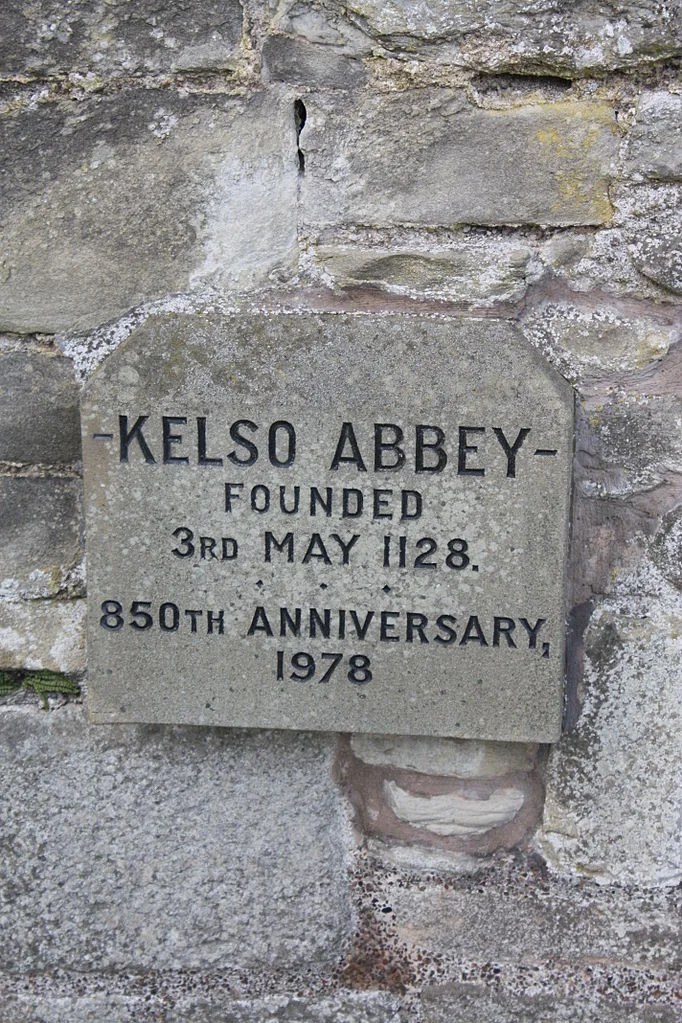 -KELSO ABBEY-
FOUNDED
3RD MAY 1128.
850TH ANNIVERSARY,
1978